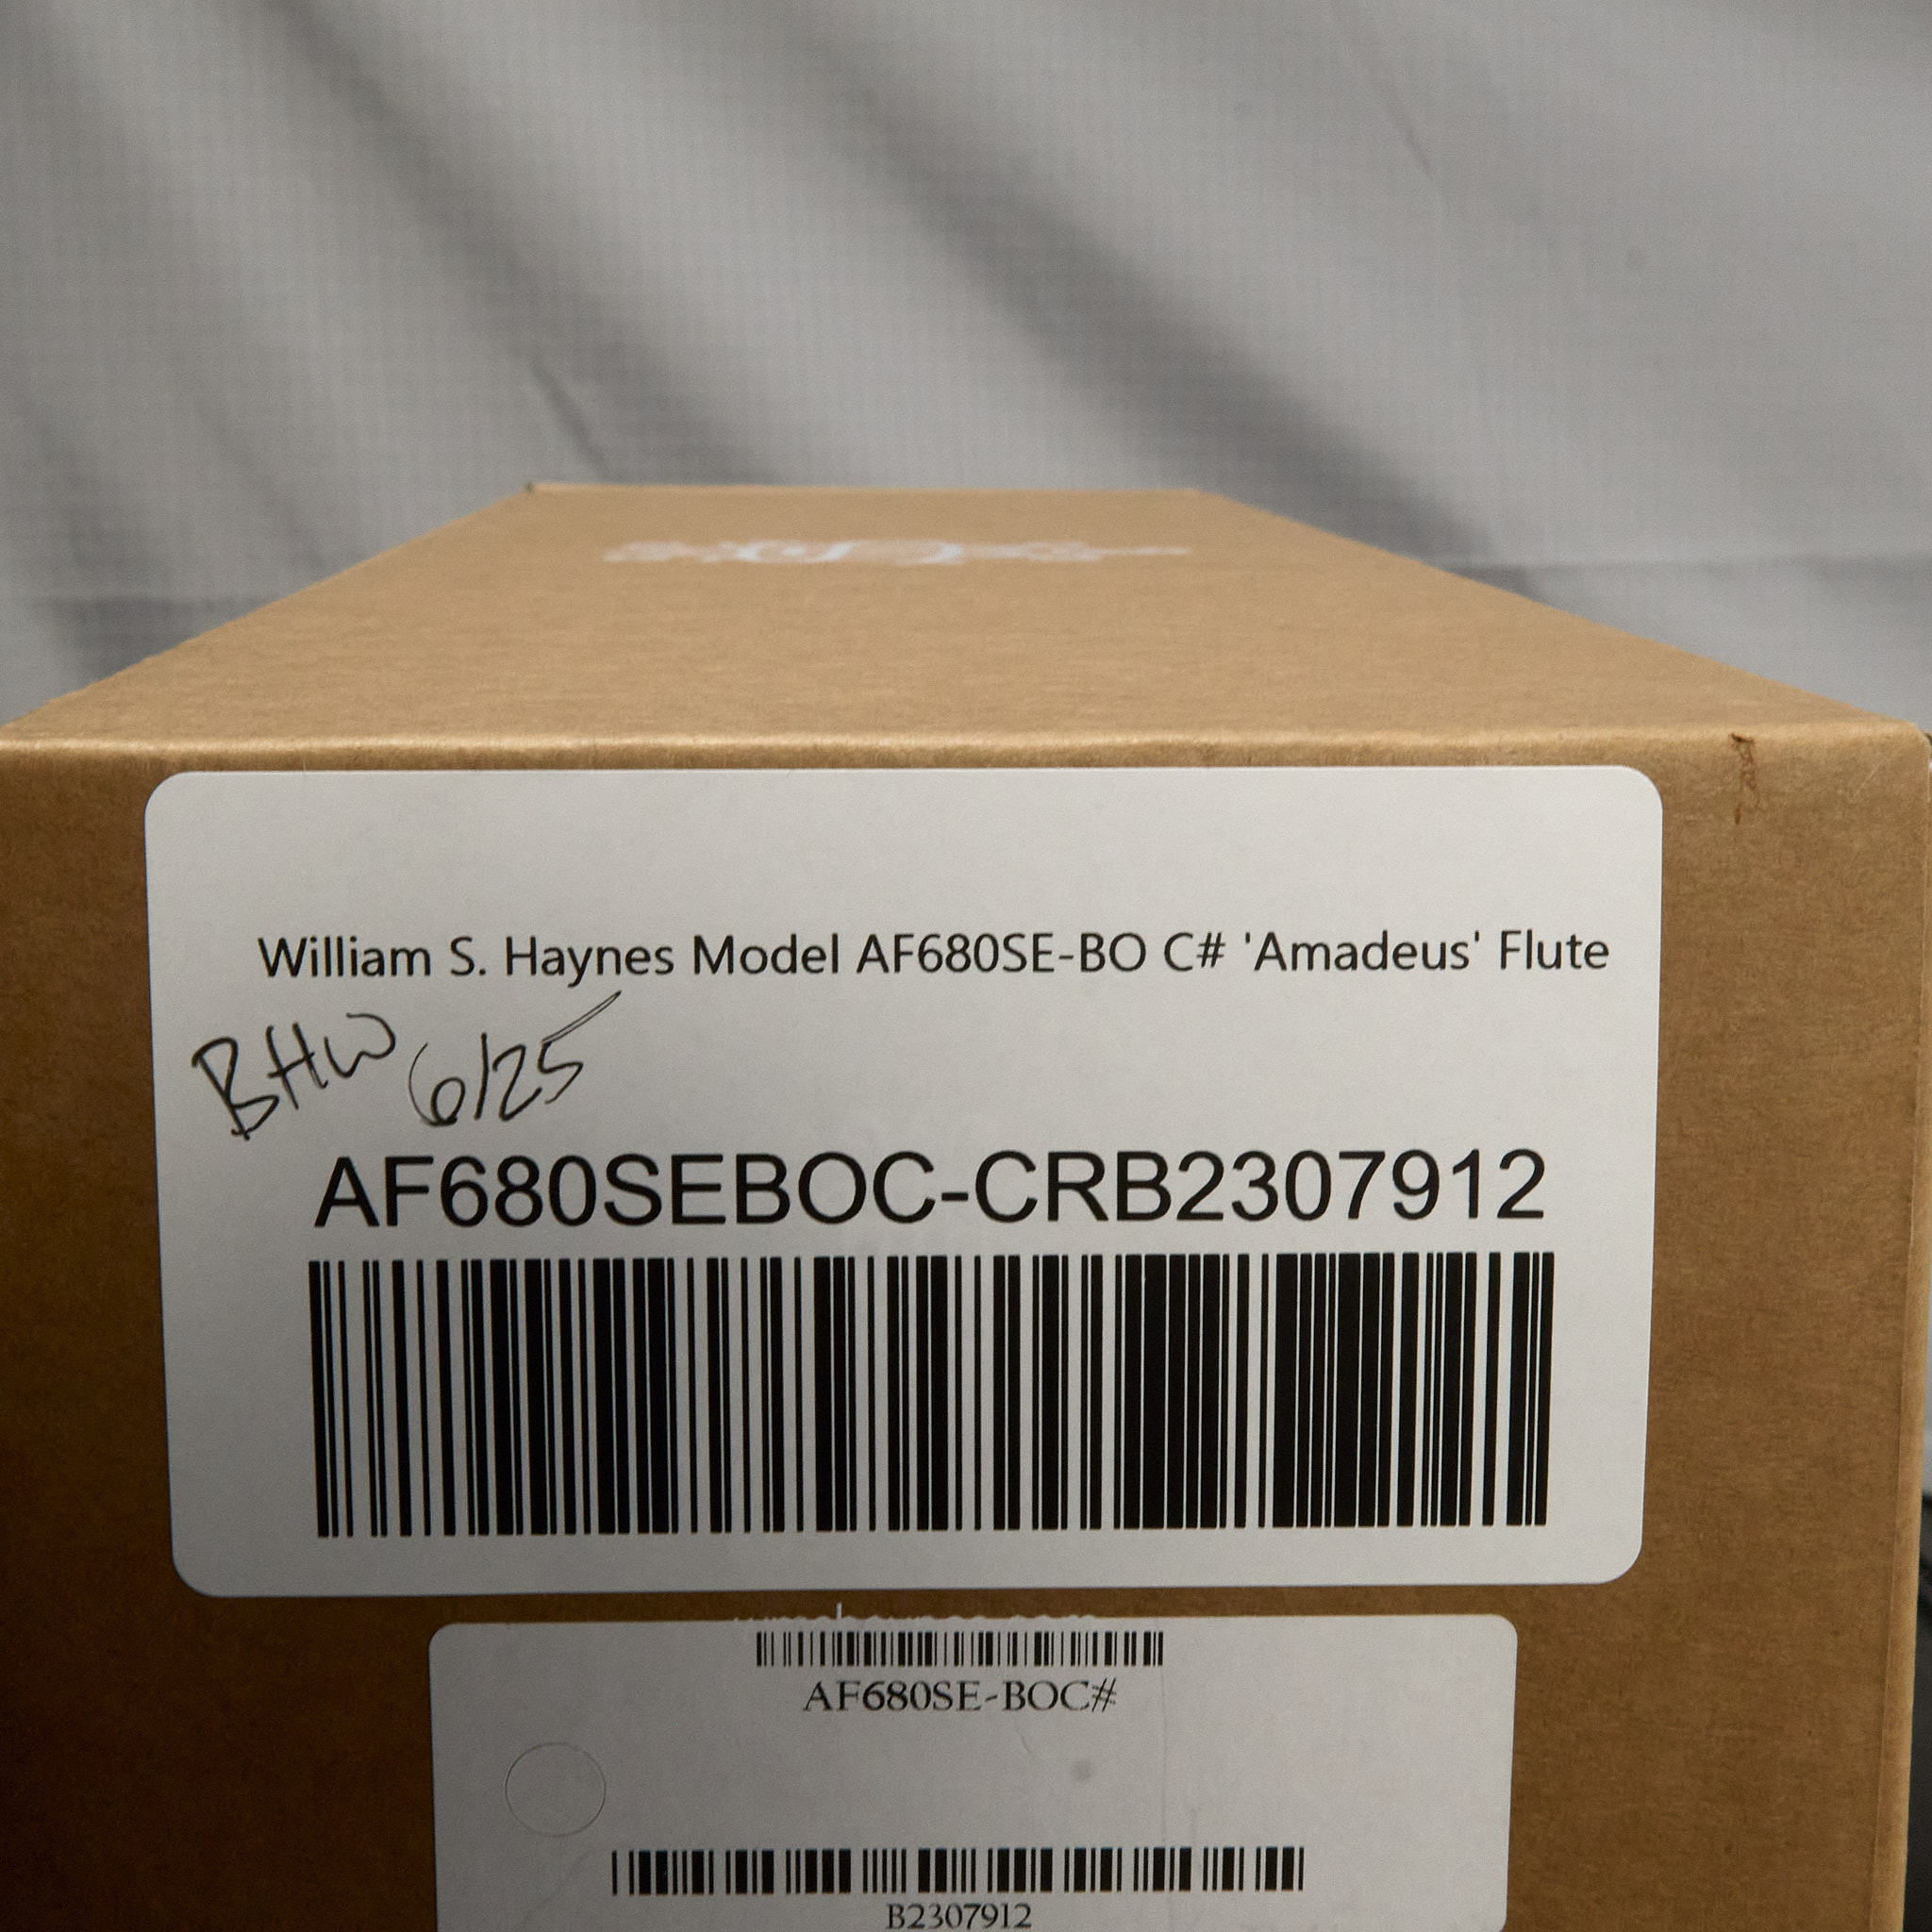 William S. Haynes Model AF680SE-BO C# 'Amadeus' Flute
BHW 6/25
AF680SEBOC-CRB2307912
AF680SE-BOC#
B2307912